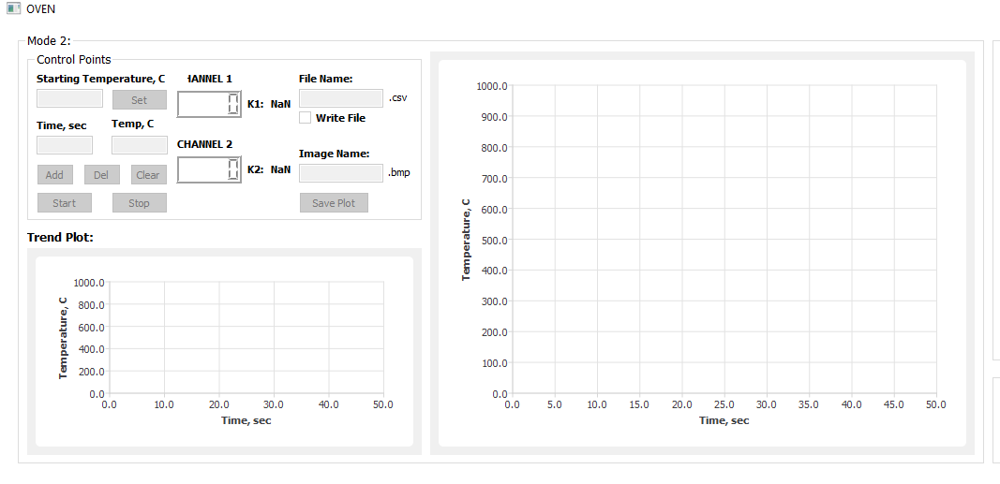 OVEN
Mode 2:
Control Points
Starting Temperature, C
Set
Time, sec
Temp, C
Add
Del
Clear
Start
Stop
HANNEL 1
0
K1: NaN
CHANNEL 2
0
K2: NaN
File Name:
.csv
Write File
Image Name:
.bmp
Save Plot
Trend Plot:
Temperature, C
1000.0
800.0
600.0
400.0
200.0
0.0
0.0 10.0 20.0 30.0 40.0 50.0
Time, sec
Temperature, C
1000.0
900.0
800.0
700.0
600.0
500.0
400.0
300.0
200.0
100.0
0.0
0.0 5.0 10.0 15.0 20.0 25.0 30.0 35.0 40.0 45.0 50.0
Time, sec